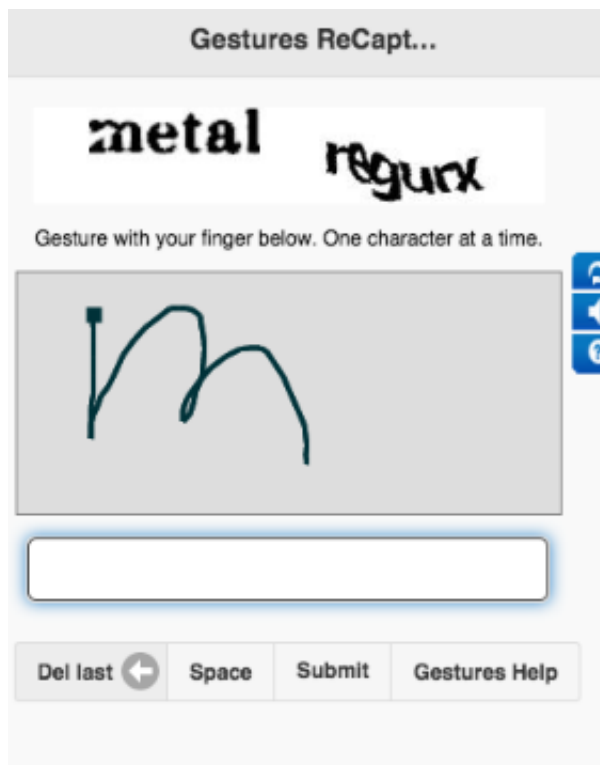 Gestures ReCapt...
metal regurx
Gesture with your finger below. One character at a time.
m
Del last Space Submit Gestures Help